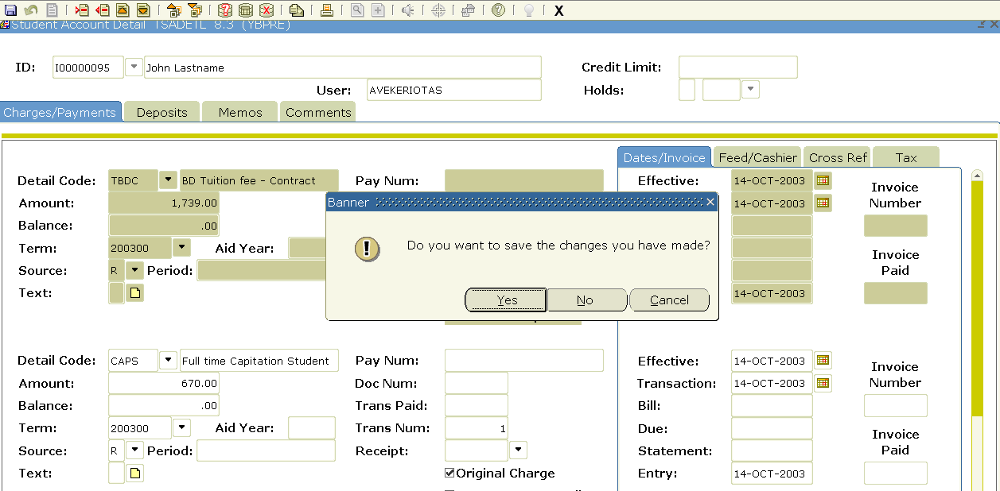 Student Account Detail TSADETL 8.3 (YBPRE)
ID: I00000095 John Lastname Credit Limit:
User: AVEKERIOTAS Holds:
Charges/Payments Deposits Memos Comments
Dates/Invoice Feed/Cashier Cross Ref Tax
Detail Code: TBDC BD Tuition fee - Contract Pay Num: Effective: 14-OCT-2003 Invoice Number
Amount: 1,739.00 14-OCT-2003
Balance: .00
Term: 200300 Aid Year: Invoice Paid
Source: R Period:
Text: 14-OCT-2003
Banner
Do you want to save the changes you have made?
Yes No Cancel
Detail Code: CAPS Full time Capitation Student Pay Num: Effective: 14-OCT-2003 Invoice Number
Amount: 670.00 Doc Num: Transaction: 14-OCT-2003
Balance: .00 Trans Paid: Bill:
Term: 200300 Aid Year: Trans Num: 1 Due: Invoice Paid
Source: R Period: Receipt: Statement:
Text: Original Charge Entry: 14-OCT-2003